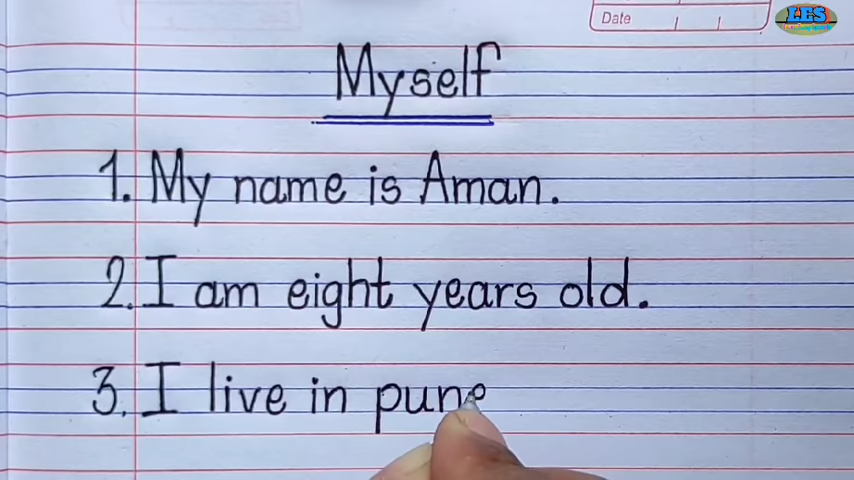 Date
LES
Myself
1. My name is Aman.
2. I am eight years old.
3. I live in pune